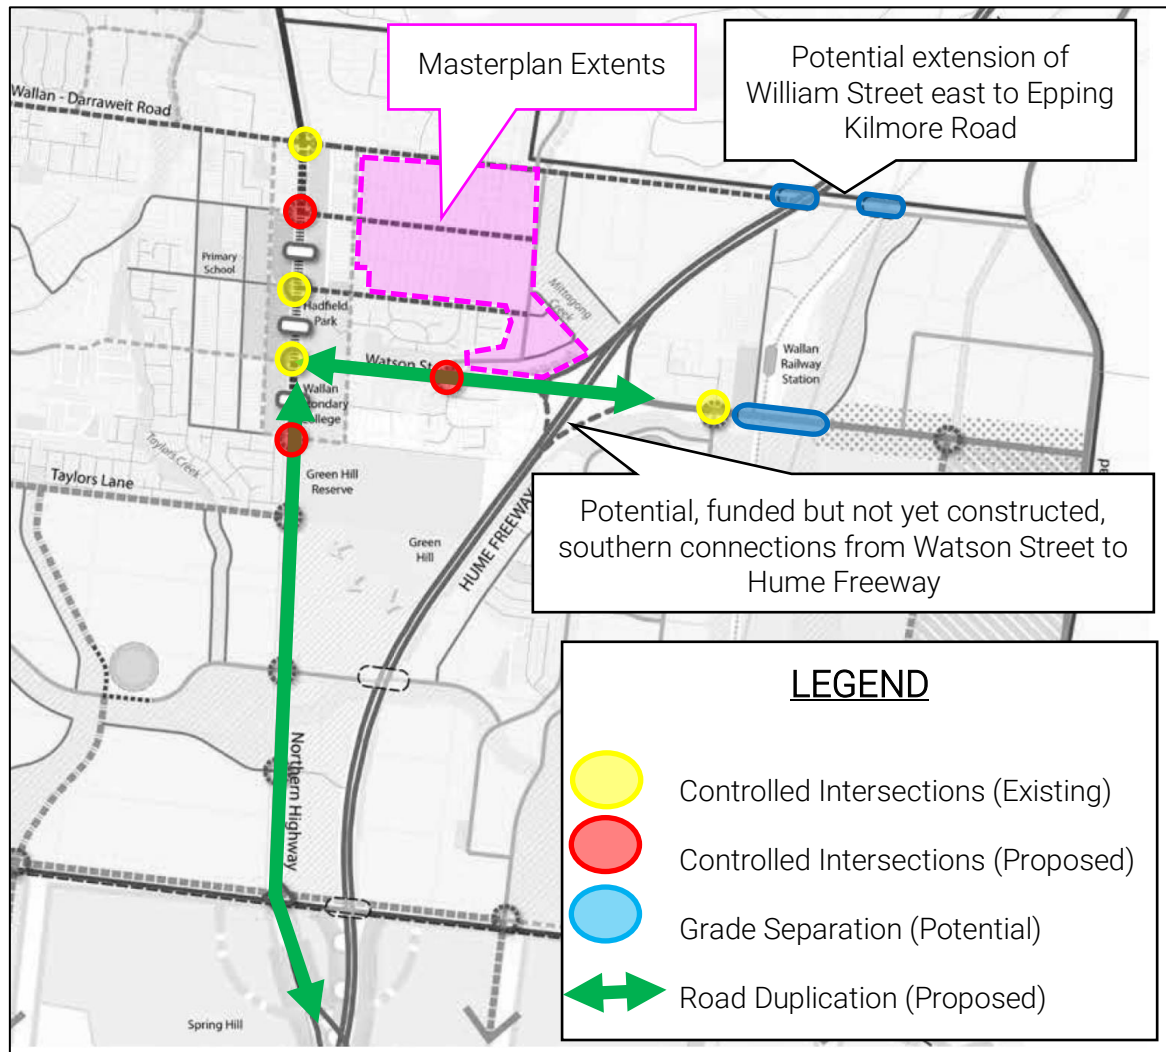 Masterplan Extents
Potential extension of
William Street east to Epping
Kilmore Road
Wallan - Darraweit Road
Primary
School
Hadfield
Park
Mittagong
Creek
Watson
Wallan
Railway
Station
Wallan
Secondary
College
Taylors Creek
Taylors Lane
Green Hill
Reserve
Green
Hill
HUME FREEWAY
Potential, funded but not yet constructed,
southern connections from Watson Street to
Hume Freeway
Northern Highway
Spring Hill
LEGEND
Controlled Intersections (Existing)
Controlled Intersections (Proposed)
Grade Separation (Potential)
Road Duplication (Proposed)